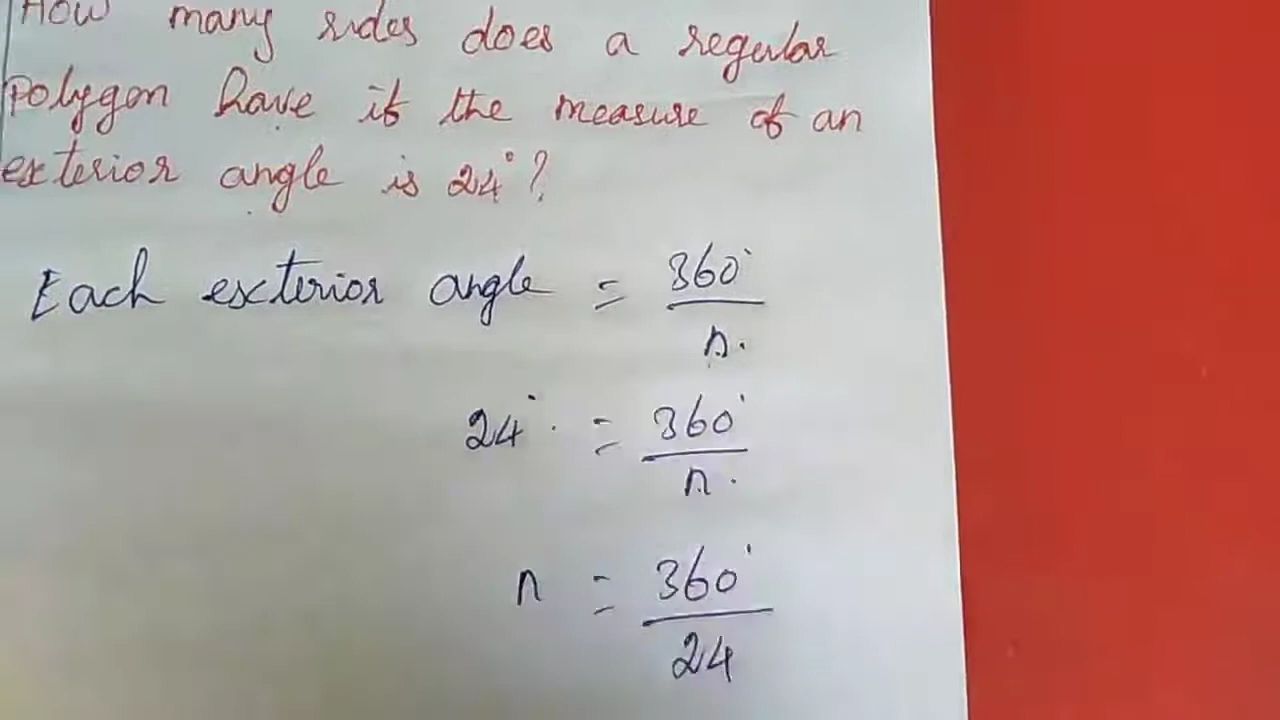 How many sides does a regular
polygon have if the measure of an
exterior angle is 24°?
Each exterior angle = 360° / n.
24°. = 360° / n.
n = 360° / 24